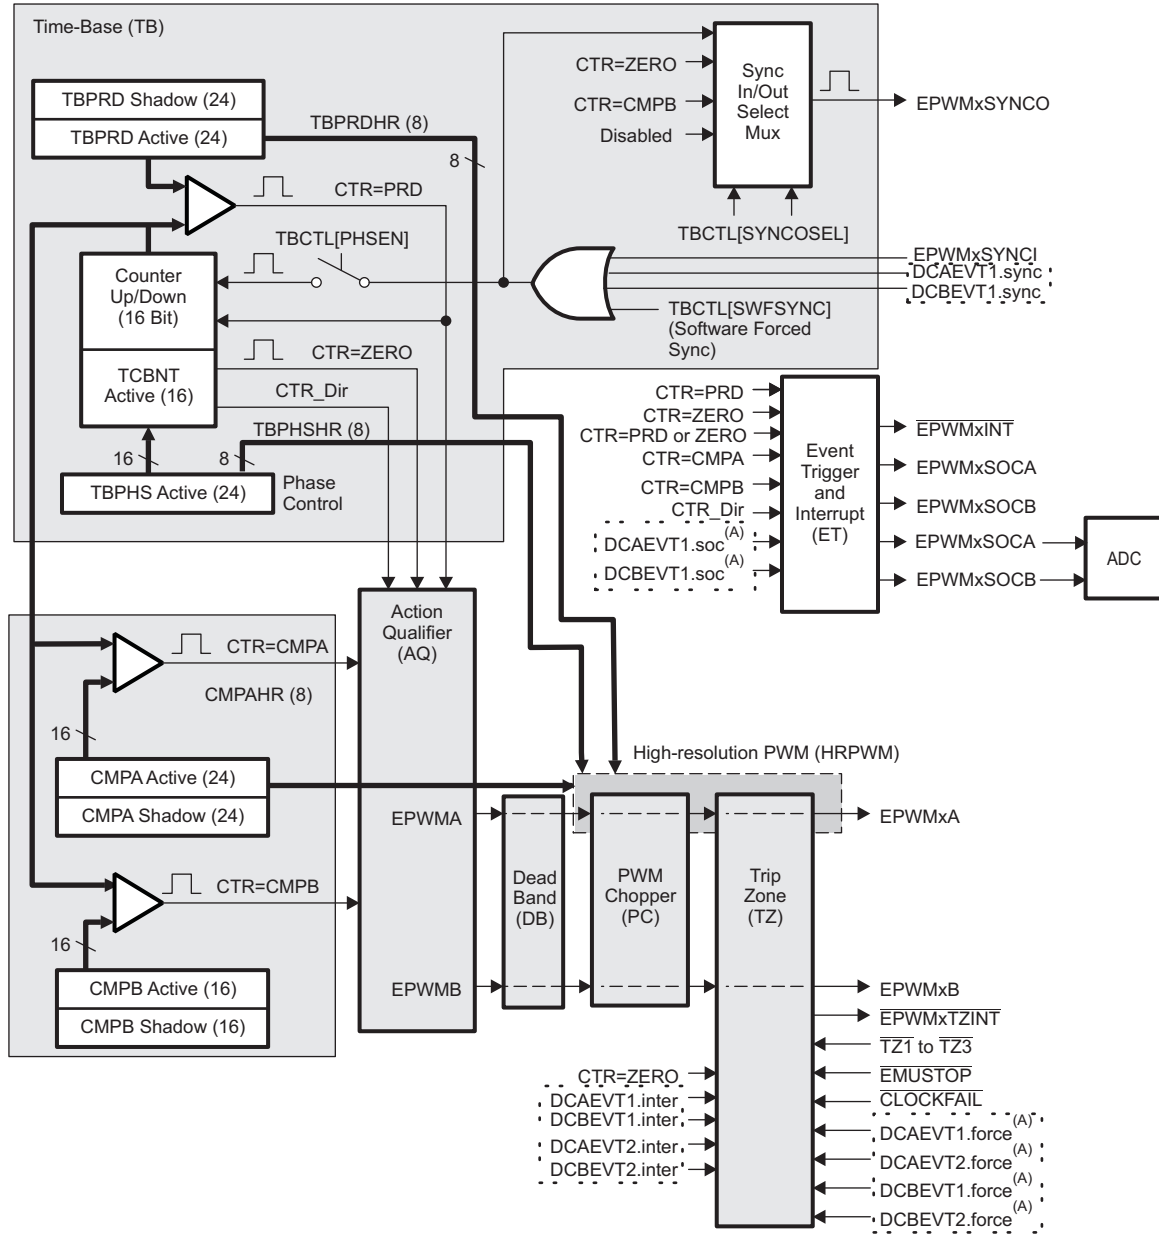 Time-Base (TB)
TBPRD Shadow (24)
TBPRD Active (24)
TBPRDHR (8)
8
CTR=PRD
TBCTL[PHSEN]
Counter
Up/Down
(16 Bit)
TCBNT
Active (16)
CTR=ZERO
CTR_Dir
TBPHSHR (8)
16
8
TBPHS Active (24)
Phase
Control
CTR=ZERO
CTR=CMPB
Disabled
Sync
In/Out
Select
Mux
EPWMxSYNCO
TBCTL[SYNCOSEL]
EPWMxSYNCI
DCAEVT1.sync
DCBEVT1.sync
TBCTL[SWFSYNC]
(Software Forced
Sync)
CTR=PRD
CTR=ZERO
CTR=PRD or ZERO
CTR=CMPA
CTR=CMPB
CTR_Dir
DCAEVT1.soc(A)
DCBEVT1.soc(A)
Event
Trigger
and
Interrupt
(ET)
EPWMxINT
EPWMxSOCA
EPWMxSOCB
EPWMxSOCA
EPWMxSOCB
ADC
Action
Qualifier
(AQ)
CTR=CMPA
CMPAHR (8)
16
CMPA Active (24)
CMPA Shadow (24)
CTR=CMPB
16
CMPB Active (16)
CMPB Shadow (16)
EPWMA
EPWMB
High-resolution PWM (HRPWM)
Dead
Band
(DB)
PWM
Chopper
(PC)
Trip
Zone
(TZ)
EPWMxA
EPWMxB
EPWMxTZINT
TZ1 to TZ3
EMUSTOP
CLOCKFAIL
DCAEVT1.force(A)
DCAEVT2.force(A)
DCBEVT1.force(A)
DCBEVT2.force(A)
CTR=ZERO
DCAEVT1.inter
DCBEVT1.inter
DCAEVT2.inter
DCBEVT2.inter